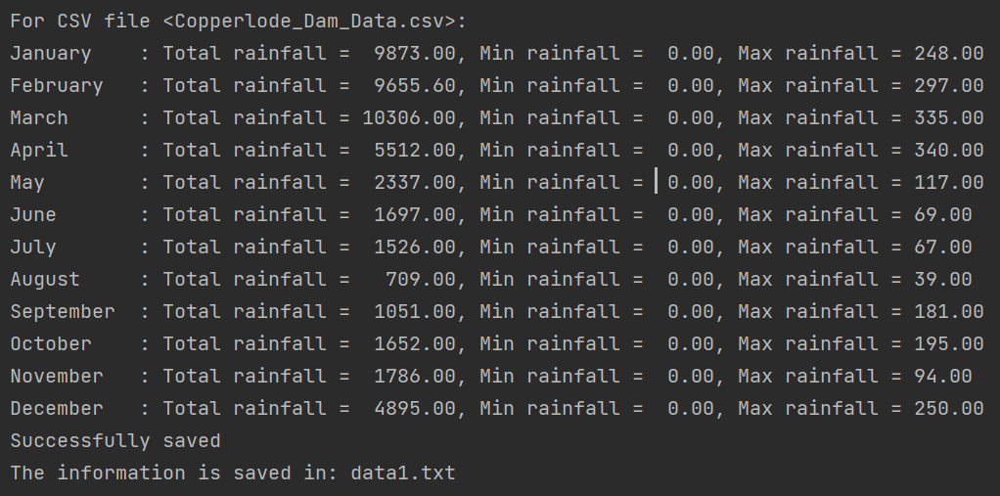 For CSV file <Copperlode_Dam_Data.csv>:
January    : Total rainfall =  9873.00, Min rainfall =  0.00, Max rainfall = 248.00
February   : Total rainfall =  9655.60, Min rainfall =  0.00, Max rainfall = 297.00
March      : Total rainfall = 10306.00, Min rainfall =  0.00, Max rainfall = 335.00
April      : Total rainfall =  5512.00, Min rainfall =  0.00, Max rainfall = 340.00
May        : Total rainfall =  2337.00, Min rainfall =  0.00, Max rainfall = 117.00
June       : Total rainfall =  1697.00, Min rainfall =  0.00, Max rainfall = 69.00
July       : Total rainfall =  1526.00, Min rainfall =  0.00, Max rainfall = 67.00
August     : Total rainfall =   709.00, Min rainfall =  0.00, Max rainfall = 39.00
September  : Total rainfall =  1051.00, Min rainfall =  0.00, Max rainfall = 181.00
October    : Total rainfall =  1652.00, Min rainfall =  0.00, Max rainfall = 195.00
November   : Total rainfall =  1786.00, Min rainfall =  0.00, Max rainfall = 94.00
December   : Total rainfall =  4895.00, Min rainfall =  0.00, Max rainfall = 250.00
Successfully saved
The information is saved in: data1.txt